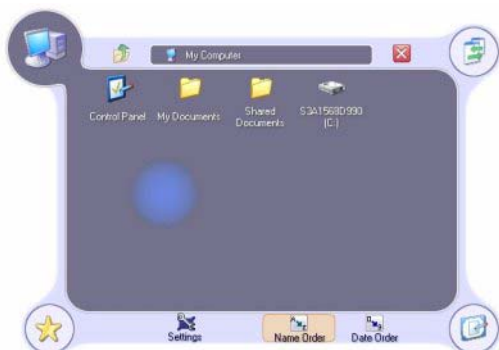 My Computer
Control Panel
My Documents
Shared
Documents
S3A1568D990
(C:)
Settings
Name Order
Date Order